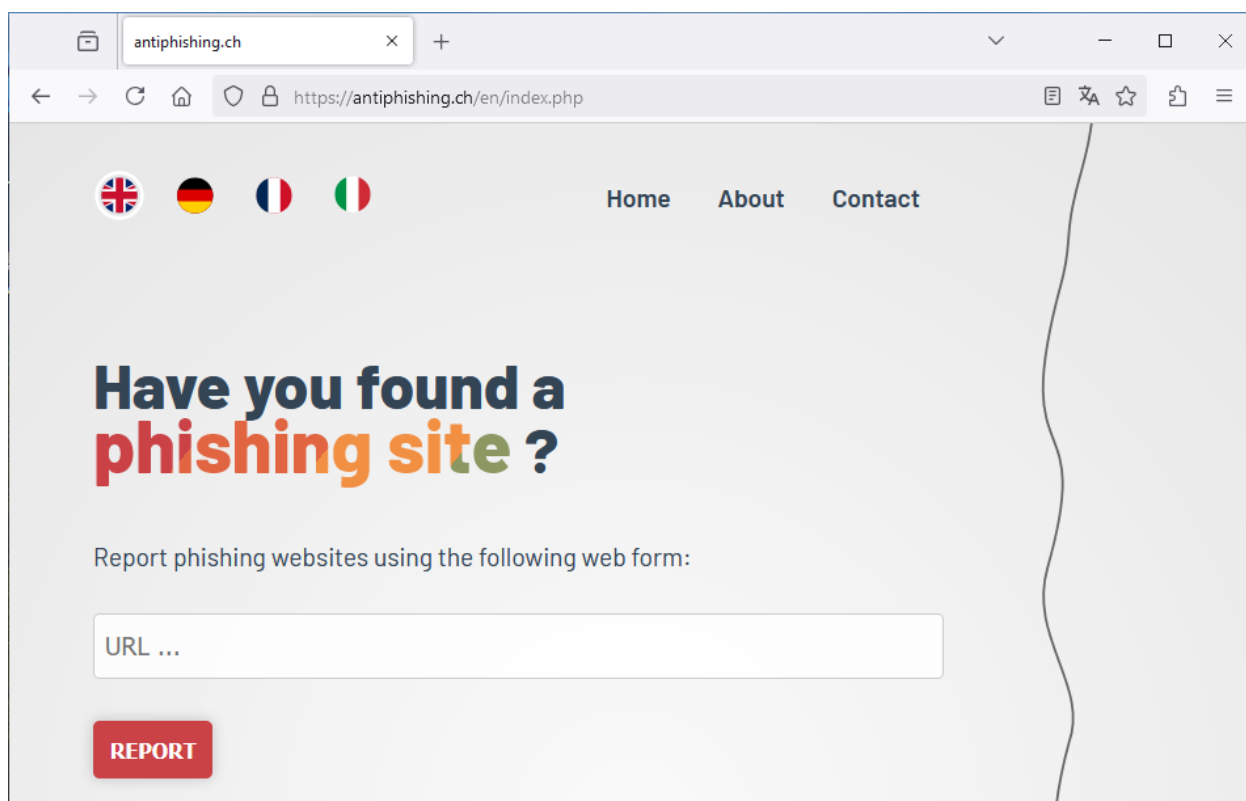 antiphishing.ch
https://antiphishing.ch/en/index.php
Home About Contact
Have you found a
phishing site ?
Report phishing websites using the following web form:
URL ...
REPORT